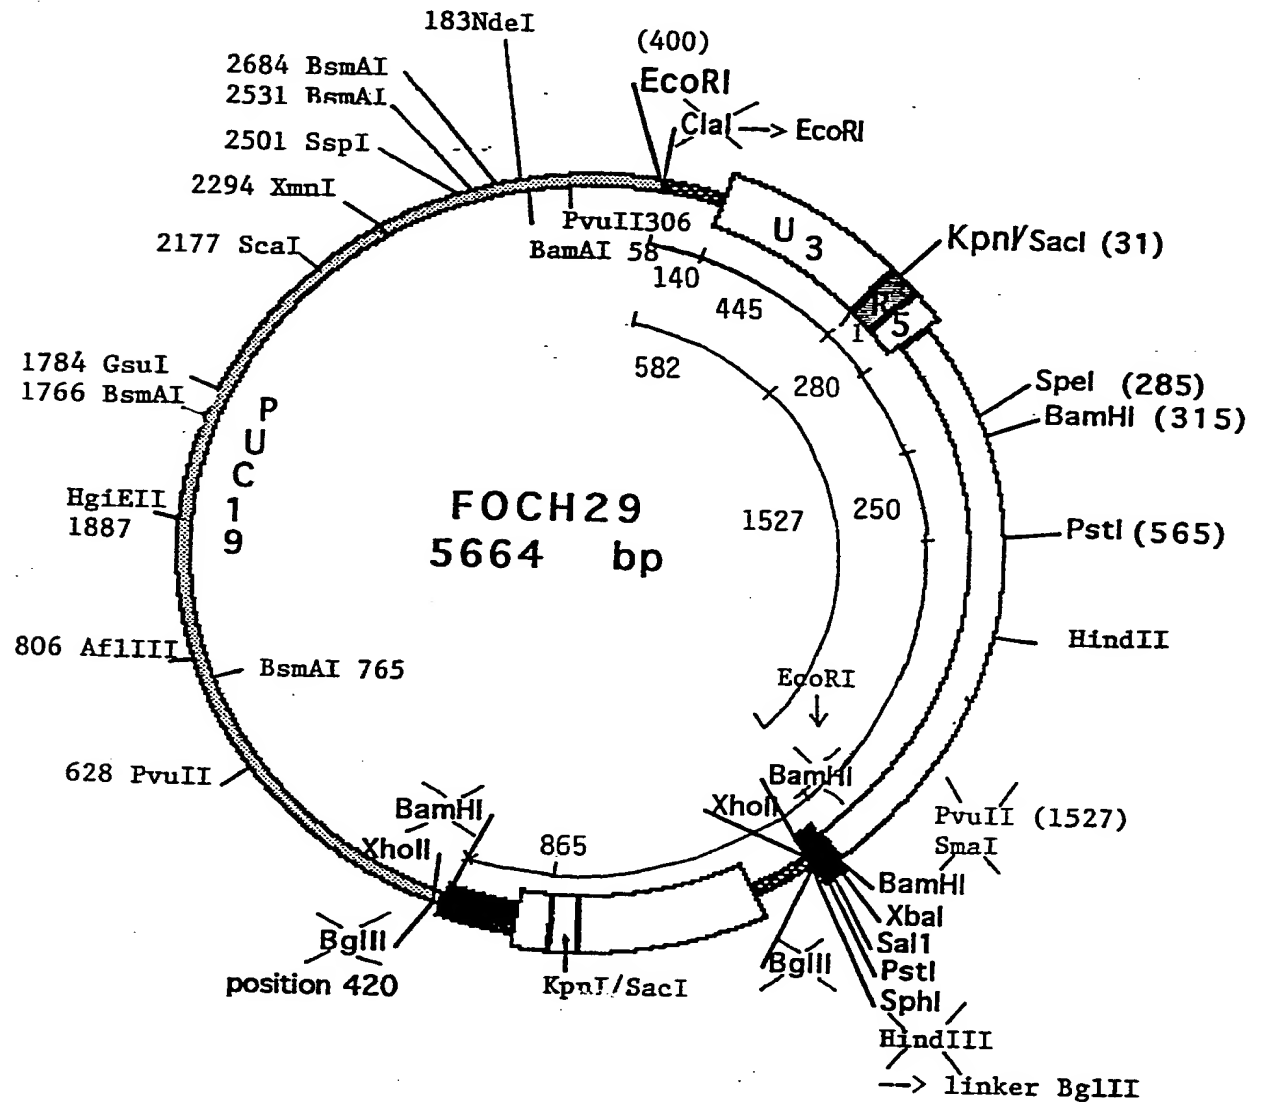 183NdeI
(400)
EcoRI
ClaI --> EcoRI
2684 BsmAI
2531 BsmAI
2501 SspI
2294 XmnI
2177 ScaI
PvuII306
BamAI 58
140
445
582
280
1
U 3
R
5
KpnI/SacI (31)
SpeI (285)
BamHI (315)
1784 GsuI
1766 BsmAI
PUC19
HgiEII
1887
FOCH29
5664 bp
1527
250
PstI (565)
HindII
806 AflIII
BsmAI 765
628 PvuII
EcoRI
BamHI
XhoII
BamHI
XhoII
865
PvuII (1527)
SmaI
BamHI
XbaI
Sal1
PstI
SphI
HindIII
--> linker BglII
BglII
BglII
position 420
KpnI/SacI